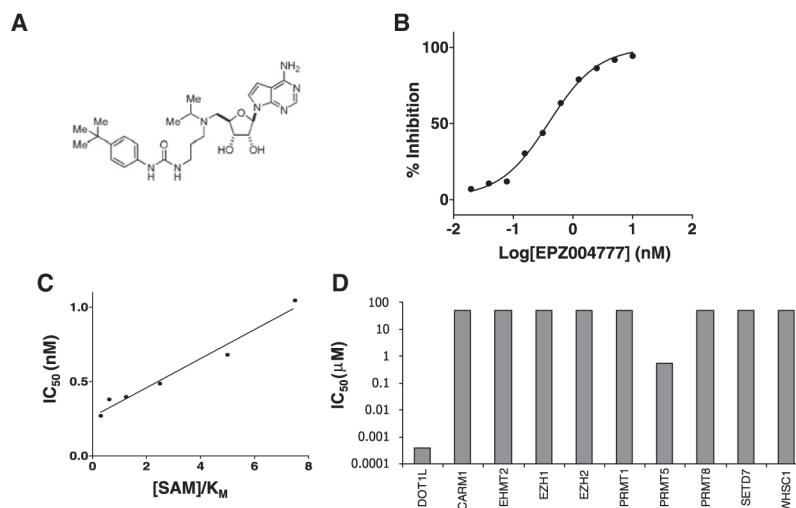 A
NH₂
N
N
N
N
O
Me
Me
N
HO
OH
Me
Me
Me
O
N
H
N
H
B
100
50
0
% Inhibition
-2
-1
0
1
2
Log[EPZ004777] (nM)
C
1.0
0.5
0.0
IC₅₀ (nM)
0
2
4
6
8
[SAM]/K_M
D
100
10
1
0.1
0.01
0.001
0.0001
IC₅₀(μM)
DOT1L
CARM1
EHMT2
EZH1
EZH2
PRMT1
PRMT5
PRMT8
SETD7
WHSC1